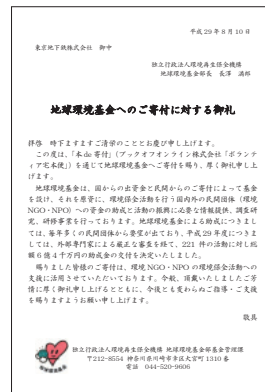 平成29年8月10日
東京地下鉄株式会社　御中
独立行政法人環境再生保全機構
地球環境基金部長　長澤　満郎
地球環境基金へのご寄付に対する御礼
拝啓　時下ますますご清栄のこととお慶び申し上げます。
この度は、「本de寄付」(ブックオフオンライン株式会社「ボランティ
ア宅本便」)を通じて地球環境基金へご寄付を賜り、厚く御礼申し上
げます。
地球環境基金は、国からの出資金と民間からのご寄付によって基金
を設け、それを原資に、環境保全活動を行う国内外の民間団体(環境
NGO・NPO)への資金の助成と活動の振興に必要な情報提供、調査研
究、研修事業を行っております。地球環境基金による助成につきまし
ては、毎年多くの民間団体から要望が出ており、平成29年度につきま
しては、外部専門家による厳正な審査を経て、221件の活動に対し総
額6億4千万円の助成金の交付を決定いたしました。
賜りました皆様のご寄付は、環境NGO・NPOの環境保全活動への
支援に活用させていただいております。今般、頂戴いたしましたご芳
情に厚く御礼申し上げるとともに、今後とも変わらぬご指導・ご支援
を賜りますようお願い申し上げます。
敬具
独立行政法人環境再生保全機構 地球環境基金部基金管理課
〒212-8554 神奈川県川崎市幸区大宮町1310番
電話　044-520-9606